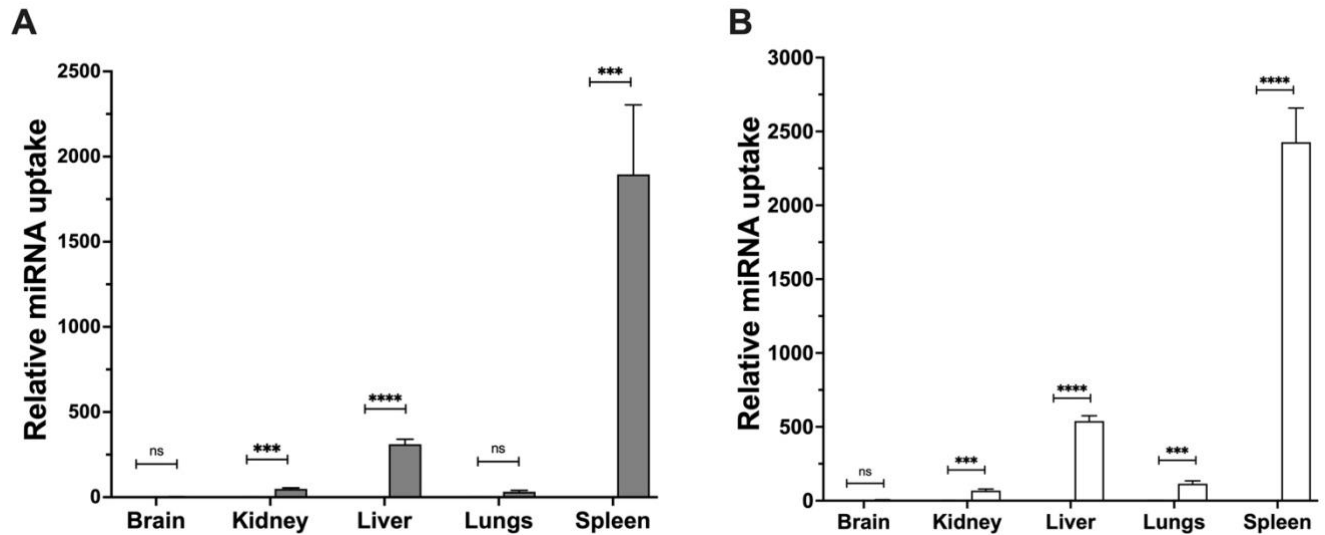 A
Relative miRNA uptake
2500
2000
1500
1000
500
0
ns
***
****
ns
***
Brain Kidney Liver Lungs Spleen
B
Relative miRNA uptake
3000
2500
2000
1500
1000
500
0
ns
***
****
***
****
Brain Kidney Liver Lungs Spleen